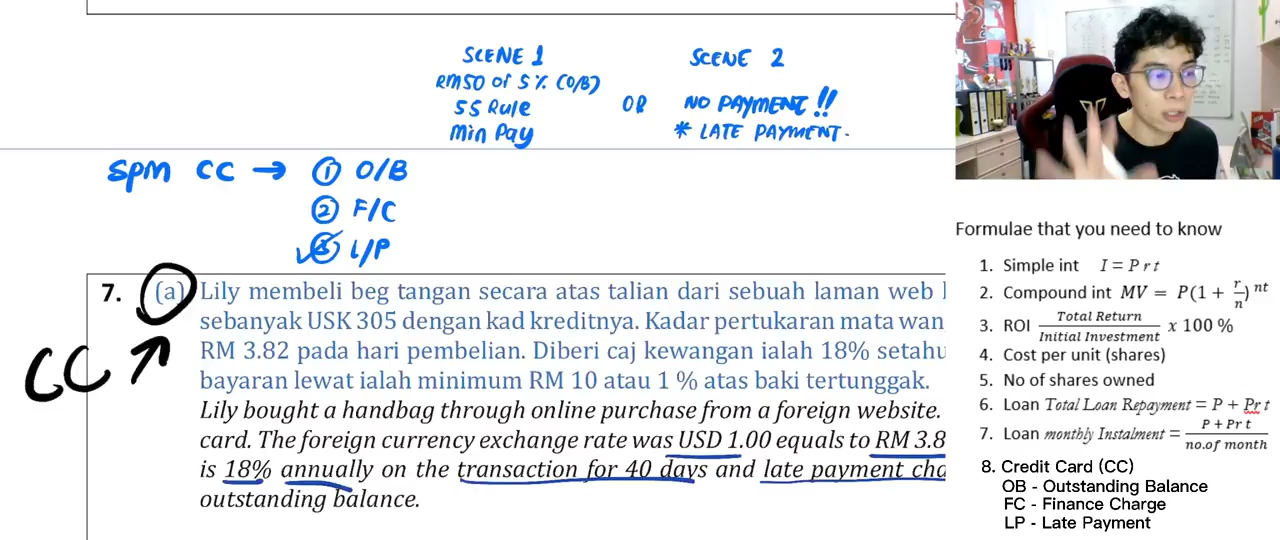 SCENE 1
RM50 or 5% (O/B)
55 Rule
Min Pay
OR
SCENE 2
NO PAYMENT!!
* LATE PAYMENT.
SPM CC → ① O/B
② F/C
③ L/P
CC
7. (a) Lily membeli beg tangan secara atas talian dari sebuah laman web
sebanyak USK 305 dengan kad kreditnya. Kadar pertukaran mata wan
RM 3.82 pada hari pembelian. Diberi caj kewangan ialah 18% setahu
bayaran lewat ialah minimum RM 10 atau 1 % atas baki tertunggak.
Lily bought a handbag through online purchase from a foreign website.
card. The foreign currency exchange rate was USD 1.00 equals to RM 3.8
is 18% annually on the transaction for 40 days and late payment cha
outstanding balance.
Formulae that you need to know
1. Simple int I = P r t
2. Compound int MV = P(1 + r/n)^nt
3. ROI Total Return/Initial Investment x 100 %
4. Cost per unit (shares)
5. No of shares owned
6. Loan Total Loan Repayment = P + Pr t
7. Loan monthly Instalment = P + Pr t/no.of month
8. Credit Card (CC)
OB - Outstanding Balance
FC - Finance Charge
LP - Late Payment